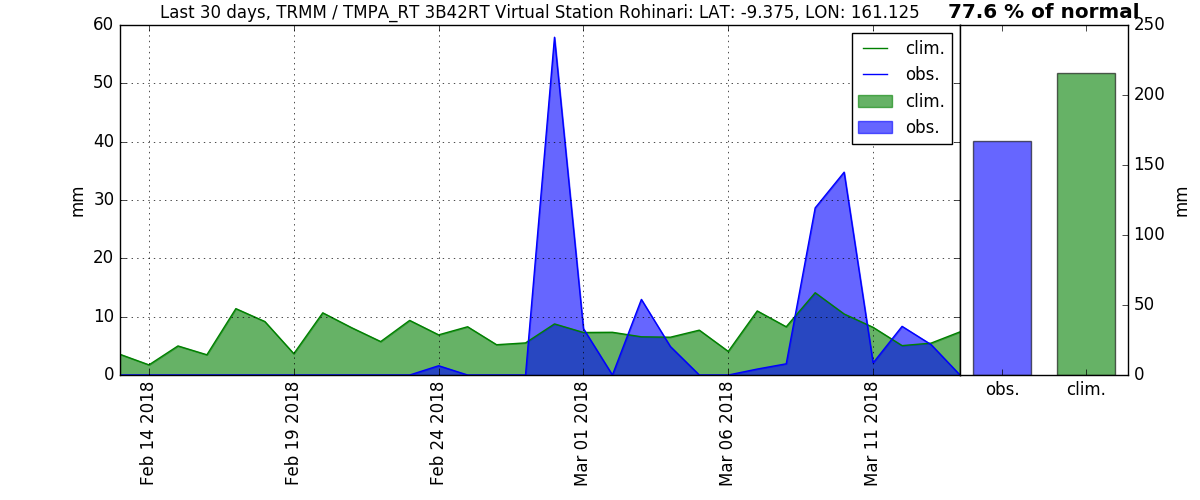 Last 30 days, TRMM / TMPA_RT 3B42RT Virtual Station Rohinari: LAT: -9.375, LON: 161.125
77.6 % of normal
60
50
40
30
20
10
0
mm
clim.
obs.
clim.
obs.
Feb 14 2018
Feb 19 2018
Feb 24 2018
Mar 01 2018
Mar 06 2018
Mar 11 2018
250
200
150
100
50
0
mm
obs.
clim.